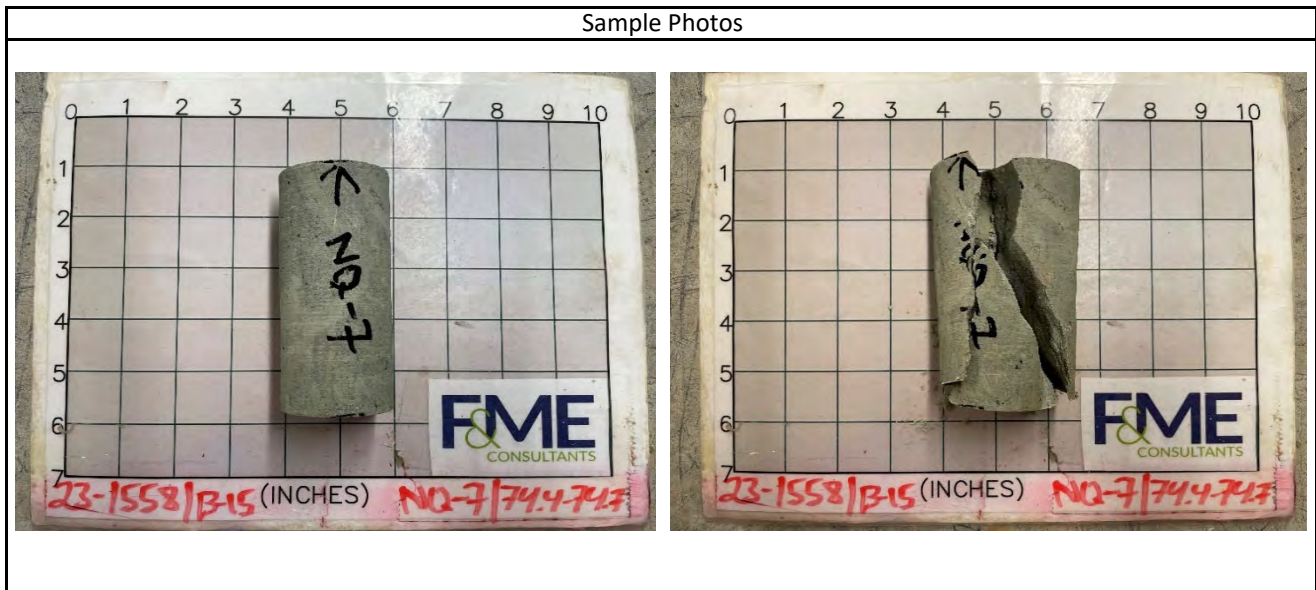 Sample Photos
0 1 2 3 4 5 6 7 8 9 10
1
2
3
4
5
6
7
NQ-7
F&ME
CONSULTANTS
23-1558/B-15 (INCHES) NQ-7/74.4-74.7
0 1 2 3 4 5 6 7 8 9 10
1
2
3
4
5
6
7
F&ME
CONSULTANTS
23-1558/B-15 (INCHES) NQ-7/74.4-74.7